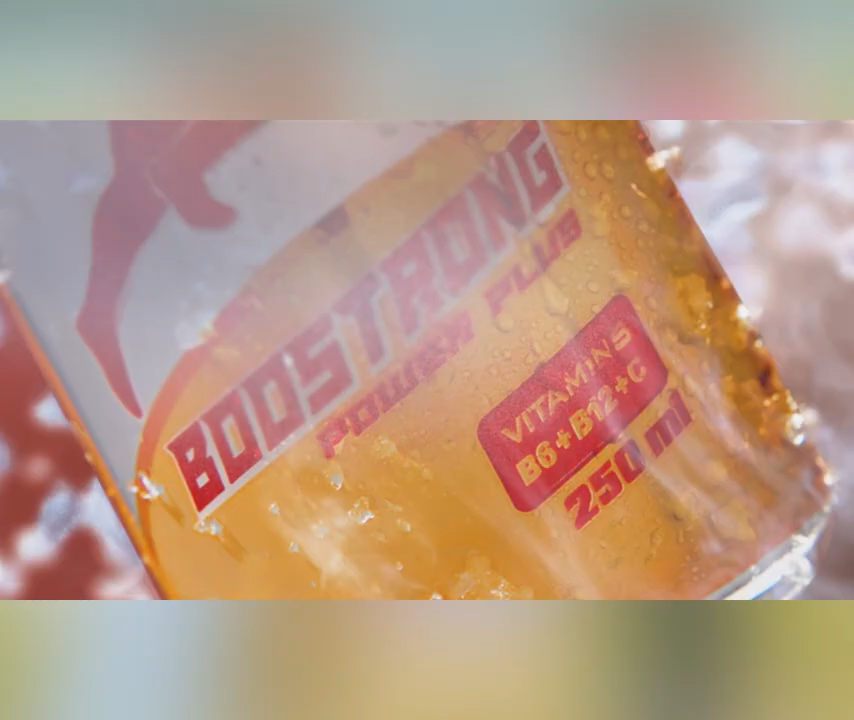 BOOSTRONG
POWER PLUS
VITAMINS
B6+B12+C
250 ml